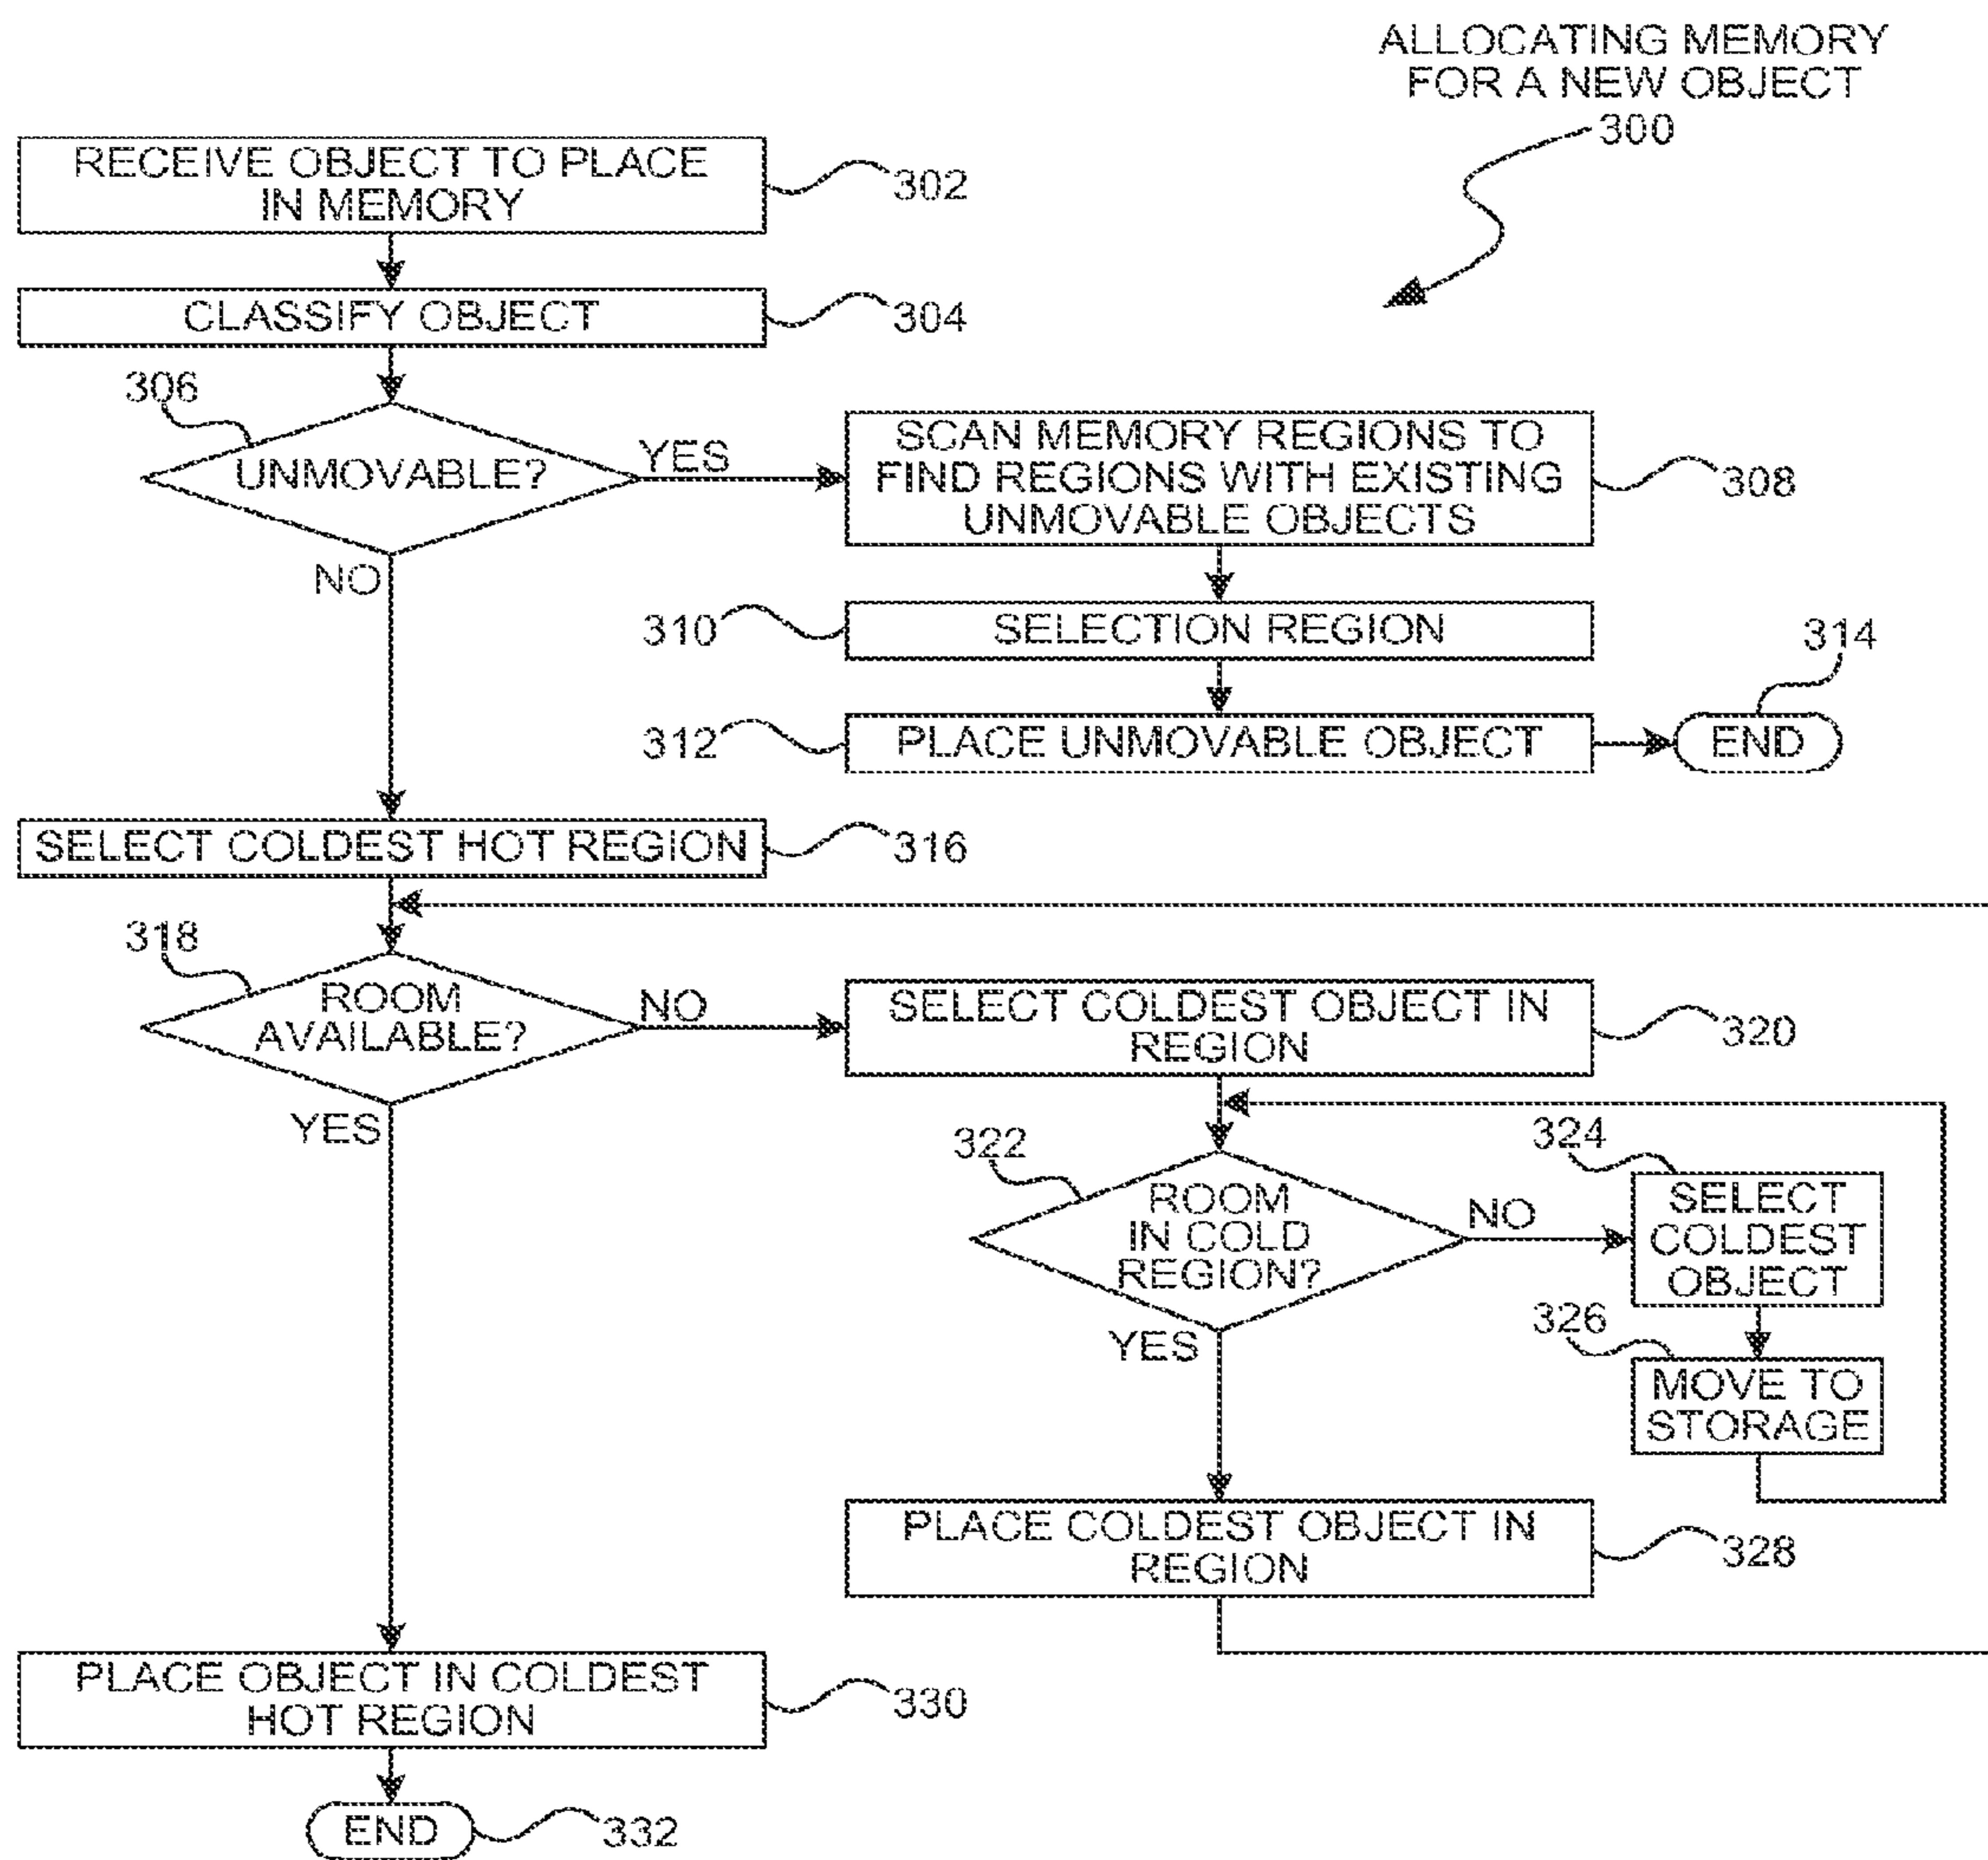 ALLOCATING MEMORY
FOR A NEW OBJECT
300
RECEIVE OBJECT TO PLACE
IN MEMORY
302
CLASSIFY OBJECT
304
306
UNMOVABLE?
YES
NO
SCAN MEMORY REGIONS TO
FIND REGIONS WITH EXISTING
UNMOVABLE OBJECTS
308
310
SELECTION REGION
312
PLACE UNMOVABLE OBJECT
314
END
SELECT COLDEST HOT REGION
316
318
ROOM
AVAILABLE?
NO
YES
SELECT COLDEST OBJECT IN
REGION
320
322
ROOM
IN COLD
REGION?
NO
YES
324
SELECT
COLDEST
OBJECT
326
MOVE TO
STORAGE
PLACE COLDEST OBJECT IN
REGION
328
PLACE OBJECT IN COLDEST
HOT REGION
330
END
332